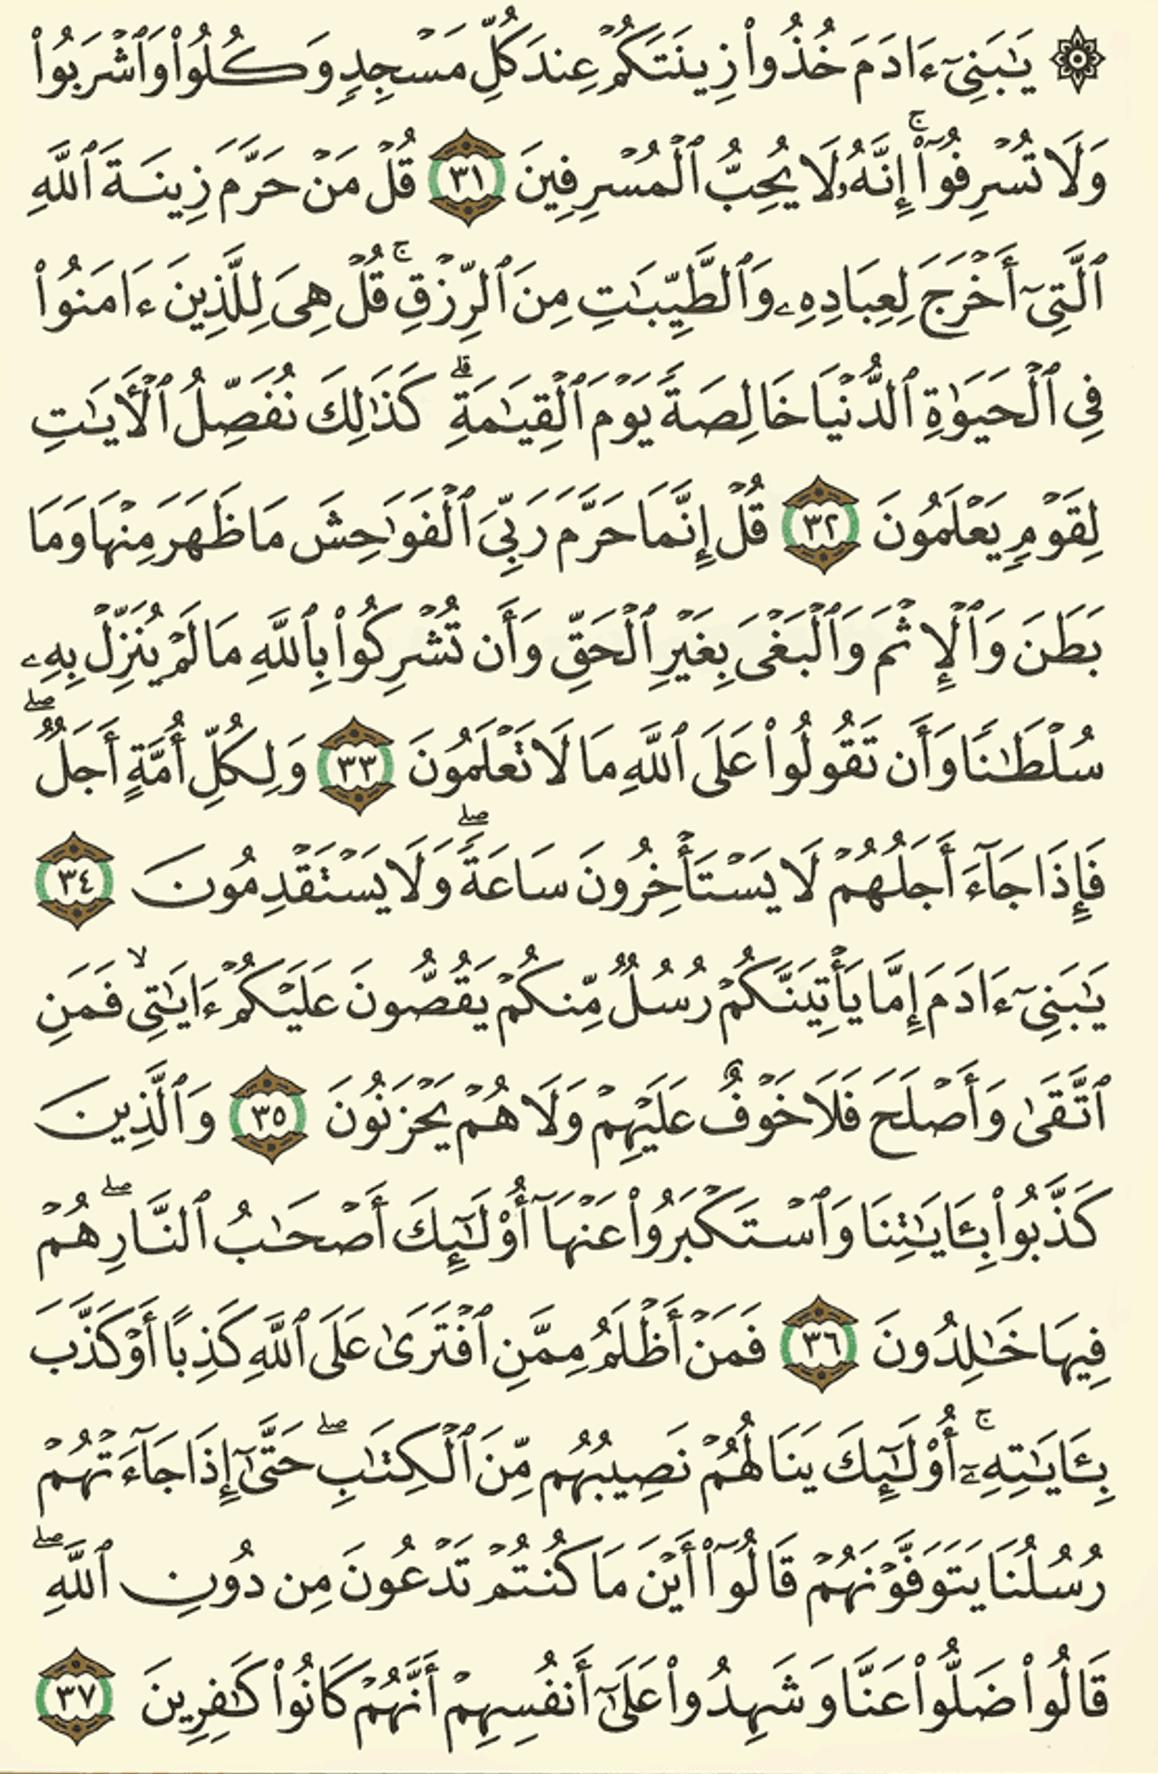 ۞ يَٰبَنِىٓ ءَادَمَ خُذُوا۟ زِينَتَكُمْ عِندَ كُلِّ مَسْجِدٍ وَكُلُوا۟ وَٱشْرَبُوا۟
وَلَا تُسْرِفُوٓا۟ ۚ إِنَّهُۥ لَا يُحِبُّ ٱلْمُسْرِفِينَ ٣١ قُلْ مَنْ حَرَّمَ زِينَةَ ٱللَّهِ
ٱلَّتِىٓ أَخْرَجَ لِعِبَادِهِۦ وَٱلطَّيِّبَٰتِ مِنَ ٱلرِّزْقِ ۚ قُلْ هِىَ لِلَّذِينَ ءَامَنُوا۟
فِى ٱلْحَيَوٰةِ ٱلدُّنْيَا خَالِصَةً يَوْمَ ٱلْقِيَٰمَةِ ۗ كَذَٰلِكَ نُفَصِّلُ ٱلْأَيَٰتِ
لِقَوْمٍ يَعْلَمُونَ ٣٢ قُلْ إِنَّمَا حَرَّمَ رَبِّىَ ٱلْفَوَٰحِشَ مَا ظَهَرَ مِنْهَا وَمَا
بَطَنَ وَٱلْإِثْمَ وَٱلْبَغْىَ بِغَيْرِ ٱلْحَقِّ وَأَن تُشْرِكُوا۟ بِٱللَّهِ مَا لَمْ يُنَزِّلْ بِهِۦ
سُلْطَٰنًا وَأَن تَقُولُوا۟ عَلَى ٱللَّهِ مَا لَا تَعْلَمُونَ ٣٣ وَلِكُلِّ أُمَّةٍ أَجَلٌ ۖ
فَإِذَا جَآءَ أَجَلُهُمْ لَا يَسْتَأْخِرُونَ سَاعَةً ۖ وَلَا يَسْتَقْدِمُونَ ٣٤
يَٰبَنِىٓ ءَادَمَ إِمَّا يَأْتِيَنَّكُمْ رُسُلٌ مِّنكُمْ يَقُصُّونَ عَلَيْكُمْ ءَايَٰتِى ۙ فَمَنِ
ٱتَّقَىٰ وَأَصْلَحَ فَلَا خَوْفٌ عَلَيْهِمْ وَلَا هُمْ يَحْزَنُونَ ٣٥ وَٱلَّذِينَ
كَذَّبُوا۟ بِـَٔايَٰتِنَا وَٱسْتَكْبَرُوا۟ عَنْهَآ أُو۟لَٰٓئِكَ أَصْحَٰبُ ٱلنَّارِ ۖ هُمْ
فِيهَا خَٰلِدُونَ ٣٦ فَمَنْ أَظْلَمُ مِمَّنِ ٱفْتَرَىٰ عَلَى ٱللَّهِ كَذِبًا أَوْ كَذَّبَ
بِـَٔايَٰتِهِۦٓ ۚ أُو۟لَٰٓئِكَ يَنَالُهُمْ نَصِيبُهُم مِّنَ ٱلْكِتَٰبِ ۖ حَتَّىٰٓ إِذَا جَآءَتْهُمْ
رُسُلُنَا يَتَوَفَّوْنَهُمْ قَالُوٓا۟ أَيْنَ مَا كُنتُمْ تَدْعُونَ مِن دُونِ ٱللَّهِ ۖ
قَالُوا۟ ضَلُّوا۟ عَنَّا وَشَهِدُوا۟ عَلَىٰٓ أَنفُسِهِمْ أَنَّهُمْ كَانُوا۟ كَٰفِرِينَ ٣٧